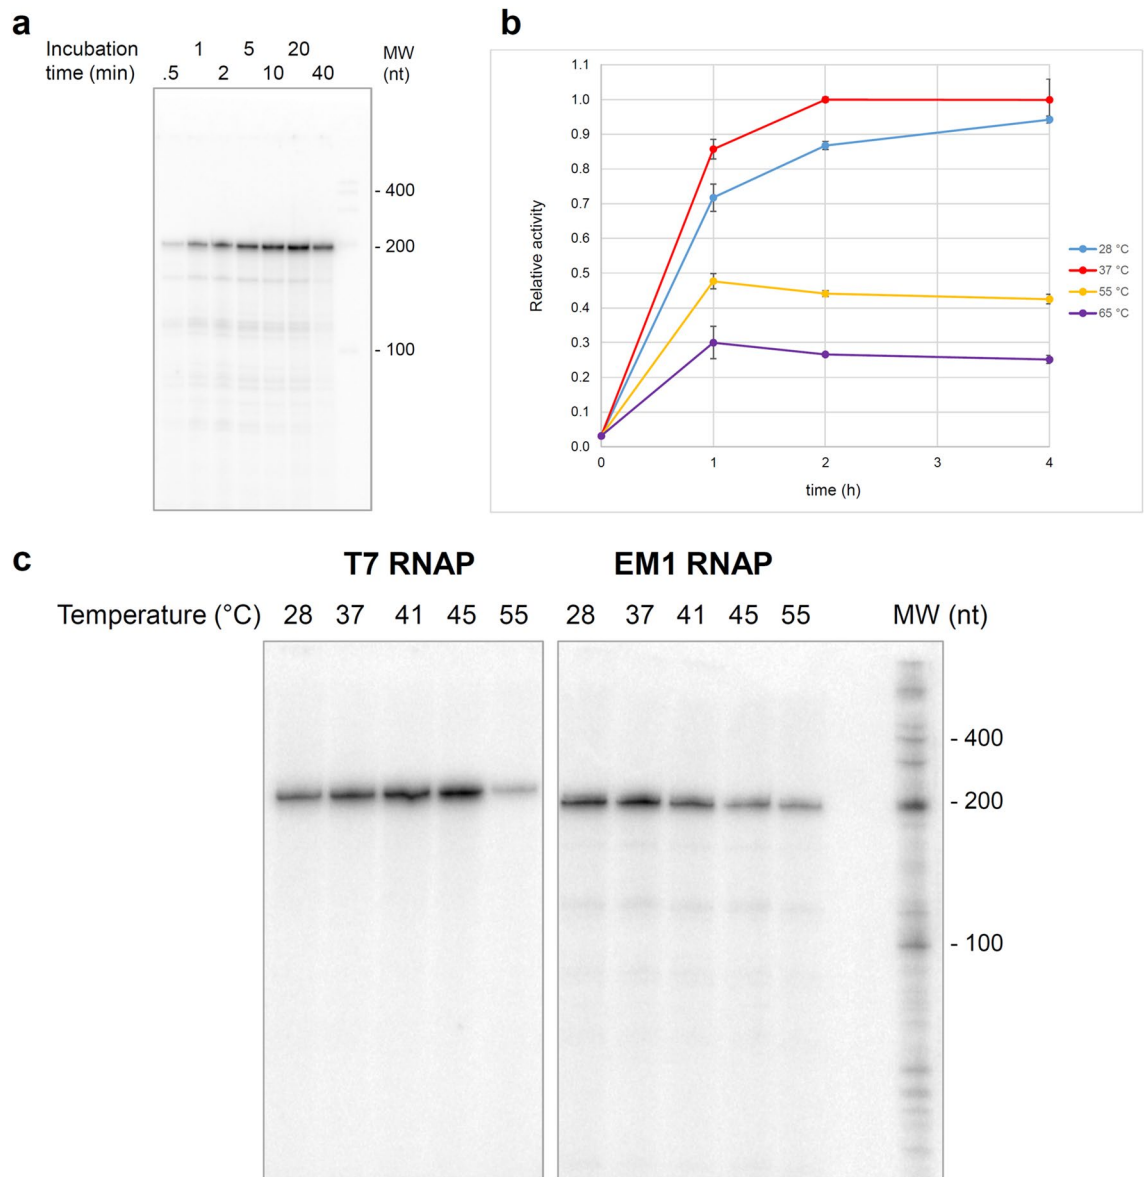 a
Incubation 1 5 20 MW
time (min) .5 2 10 40 (nt)
- 400
- 200
- 100
b
1.1
1.0
0.9
0.8
0.7
0.6
0.5
0.4
0.3
0.2
0.1
0.0
Relative activity
0 1 2 3 4
time (h)
28 °C
37 °C
55 °C
65 °C
c
T7 RNAP EM1 RNAP
Temperature (°C) 28 37 41 45 55 28 37 41 45 55 MW (nt)
- 400
- 200
- 100